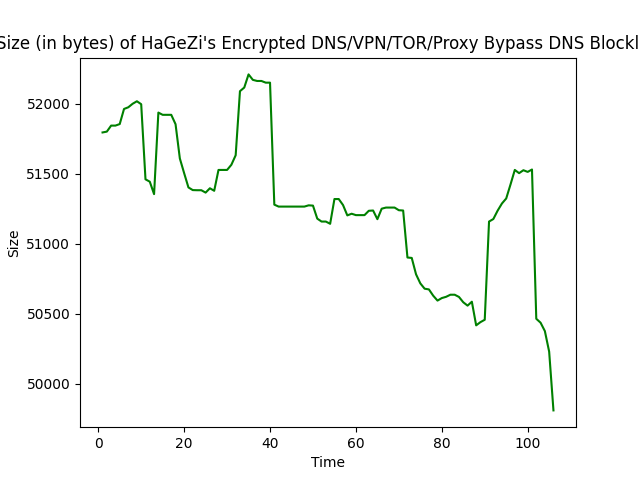 Size (in bytes) of HaGeZi's Encrypted DNS/VPN/TOR/Proxy Bypass DNS Blockl
52000
51500
51000
50500
50000
Size
0 20 40 60 80 100
Time